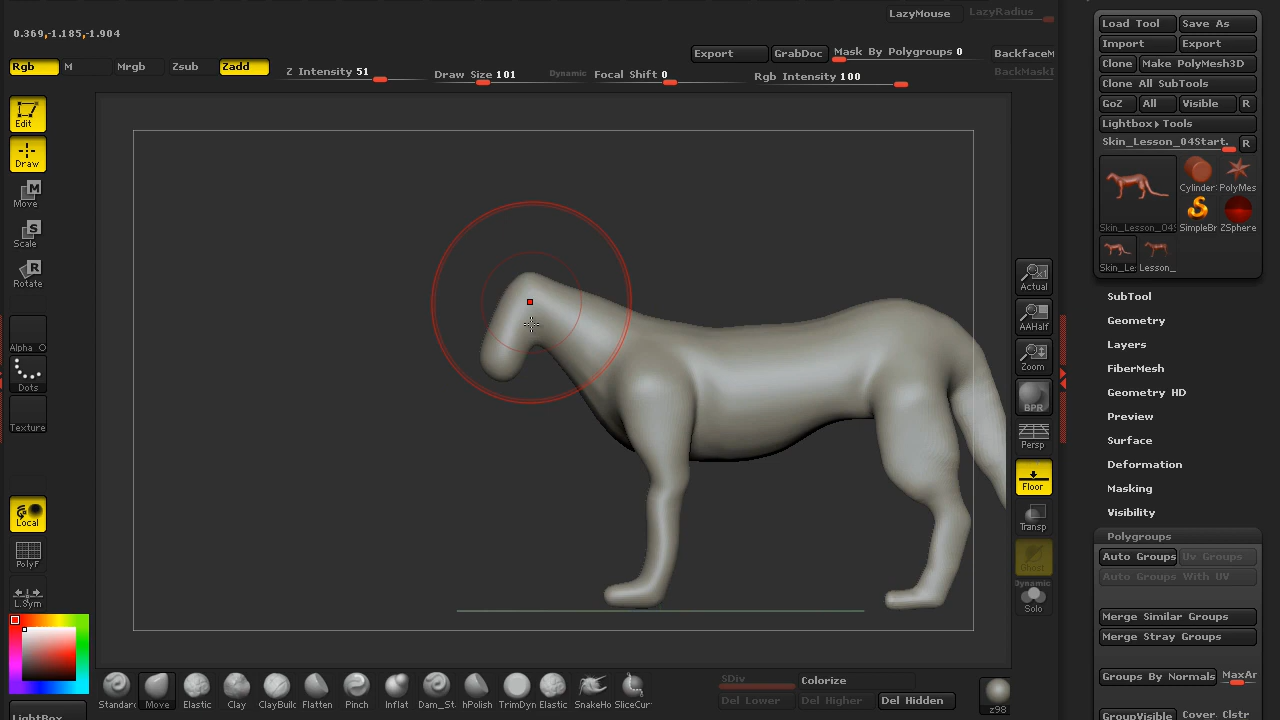 LazyMouse LazyRadius
0.369,-1.185,-1.904
Export GrabDoc Mask By Polygroups 0 BackfaceM
Rgb M Mrgb Zsub Zadd Z Intensity 51 Draw Size 101 Dynamic Focal Shift 0 Rgb Intensity 100 BackMaskI
Edit
Draw
Move
Scale
Rotate
Alpha O
Dots
Texture
Local
PolyF
L.Sym
LightBox
Actual
AAHalf
Zoom
BPR
Persp
Floor
Transp
Ghost
Dynamic
Solo
Load Tool Save As
Import Export
Clone Make PolyMesh3D
Clone All SubTools
GoZ All Visible R
Lightbox Tools
Skin_Lesson_04Start. R
Cylinder: PolyMes
Skin_Lesson_04S SimpleBr ZSphere
Skin_Le: Lesson_
SubTool
Geometry
Layers
FiberMesh
Geometry HD
Preview
Surface
Deformation
Masking
Visibility
Polygroups
Auto Groups Uv Groups
Auto Groups With UV
Merge Similar Groups
Merge Stray Groups
Groups By Normals MaxAr
GroupVisible Cover Clstr
Standar Move Elastic Clay ClayBuilc Flatten Pinch Inflat Dam_St hPolish TrimDyn Elastic SnakeHo SliceCur
SDiv Colorize
Del Lower Del Higher Del Hidden
z98